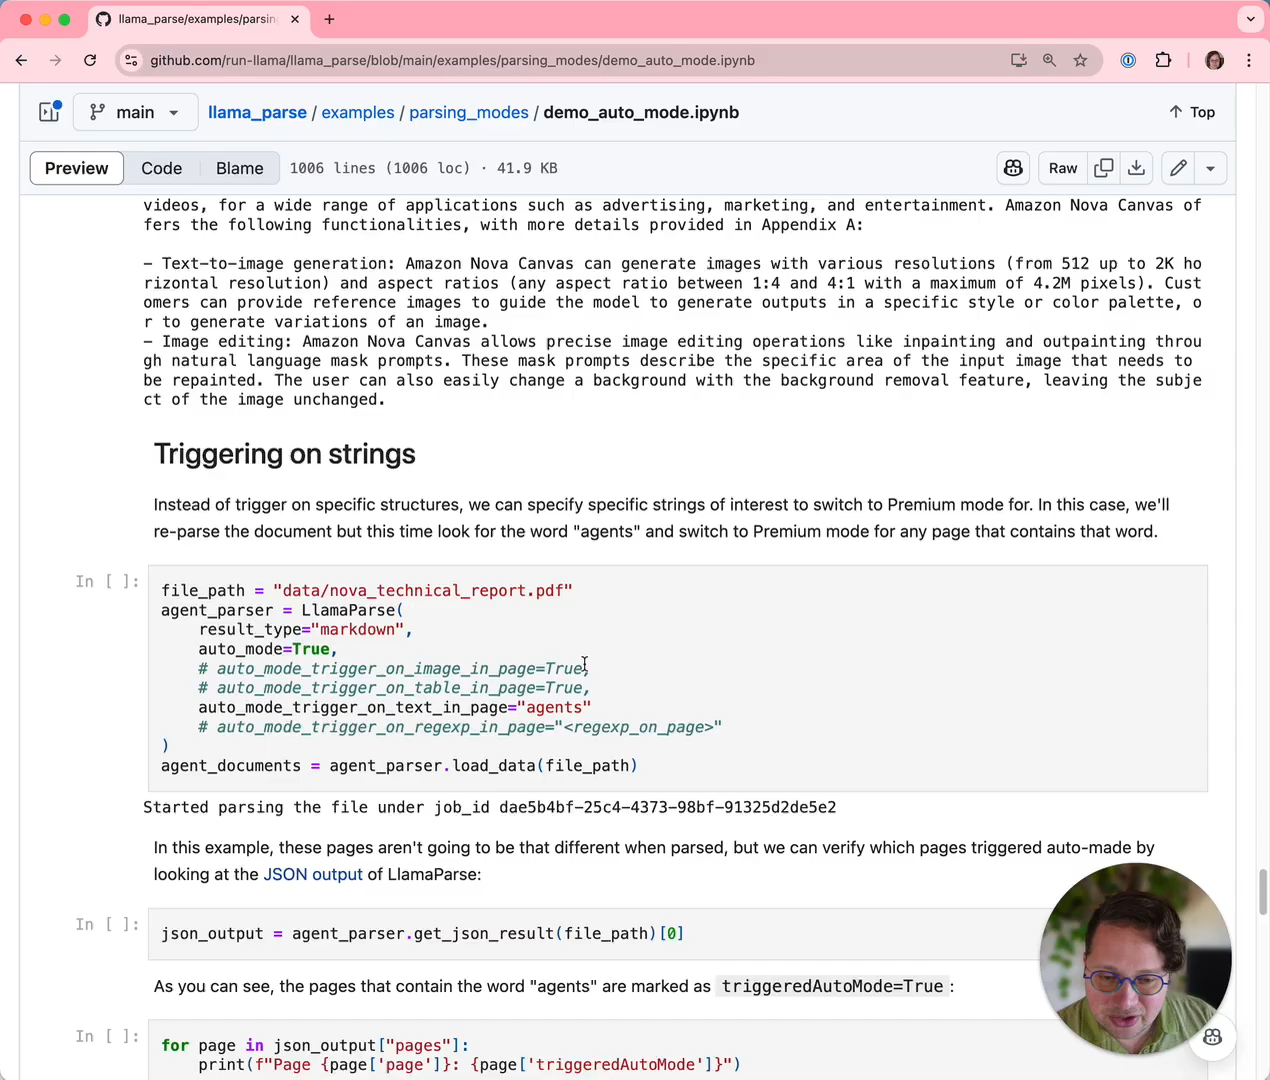 llama_parse/examples/parsin
github.com/run-llama/llama_parse/blob/main/examples/parsing_modes/demo_auto_mode.ipynb
main
llama_parse / examples / parsing_modes / demo_auto_mode.ipynb
Top
Preview
Code
Blame
1006 lines (1006 loc) · 41.9 KB
Raw
videos, for a wide range of applications such as advertising, marketing, and entertainment. Amazon Nova Canvas of
fers the following functionalities, with more details provided in Appendix A:
- Text-to-image generation: Amazon Nova Canvas can generate images with various resolutions (from 512 up to 2K ho
rizontal resolution) and aspect ratios (any aspect ratio between 1:4 and 4:1 with a maximum of 4.2M pixels). Cust
omers can provide reference images to guide the model to generate outputs in a specific style or color palette, o
r to generate variations of an image.
- Image editing: Amazon Nova Canvas allows precise image editing operations like inpainting and outpainting throu
gh natural language mask prompts. These mask prompts describe the specific area of the input image that needs to
be repainted. The user can also easily change a background with the background removal feature, leaving the subje
ct of the image unchanged.
Triggering on strings
Instead of trigger on specific structures, we can specify specific strings of interest to switch to Premium mode for. In this case, we'll
re-parse the document but this time look for the word "agents" and switch to Premium mode for any page that contains that word.
In [ ]:
file_path = "data/nova_technical_report.pdf"
agent_parser = LlamaParse(
    result_type="markdown",
    auto_mode=True,
    # auto_mode_trigger_on_image_in_page=True,
    # auto_mode_trigger_on_table_in_page=True,
    auto_mode_trigger_on_text_in_page="agents"
    # auto_mode_trigger_on_regexp_in_page="<regexp_on_page>"
)
agent_documents = agent_parser.load_data(file_path)
Started parsing the file under job_id dae5b4bf-25c4-4373-98bf-91325d2de5e2
In this example, these pages aren't going to be that different when parsed, but we can verify which pages triggered auto-made by
looking at the JSON output of LlamaParse:
In [ ]:
json_output = agent_parser.get_json_result(file_path)[0]
As you can see, the pages that contain the word "agents" are marked as triggeredAutoMode=True :
In [ ]:
for page in json_output["pages"]:
    print(f"Page {page['page']}: {page['triggeredAutoMode']}")